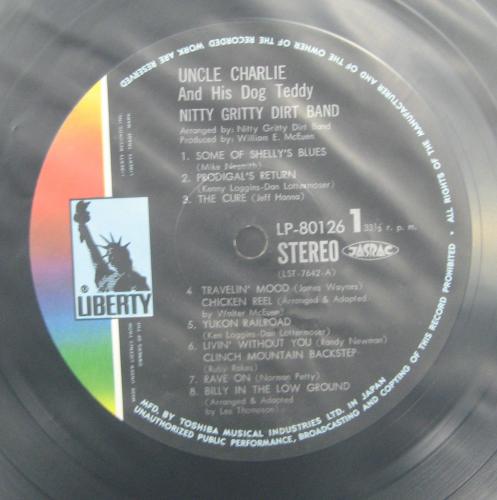 UNCLE CHARLIE
And His Dog Teddy
NITTY GRITTY DIRT BAND
Arranged by: Nitty Gritty Dirt Band
Produced by: William E. McEuen
1. SOME OF SHELLY'S BLUES
(Mike Nesmith)
2. PRODIGAL'S RETURN
(Kenny Loggins-Dan Lottermoser)
3. THE CURE (Jeff Hanna)
LP-80126 1 33⅓ r. p. m.
STEREO JASRAC
(LST-7642-A)
® LIBERTY
4. TRAVELIN' MOOD (James Waynes)
CHICKEN REEL (Arranged & Adapted
by Walter McEuen)
5. YUKON RAILROAD
(Ken Loggins-Dan Lottermoser)
6. LIVIN' WITHOUT YOU (Randy Newman)
CLINCH MOUNTAIN BACKSTEP
(Ruby Rakes)
7. RAVE ON (Norman Petty)
8. BILLY IN THE LOW GROUND
(Arranged & Adapted
by Les Thompson)
MFD. BY TOSHIBA MUSICAL INDUSTRIES LTD. IN JAPAN
ALL RIGHTS OF THE MANUFACTURER AND OF THE OWNER OF THE RECORDED WORK ARE RESERVED
UNAUTHORIZED PUBLIC PERFORMANCE, BROADCASTING AND COPYING OF THIS RECORD PROHIBITED •